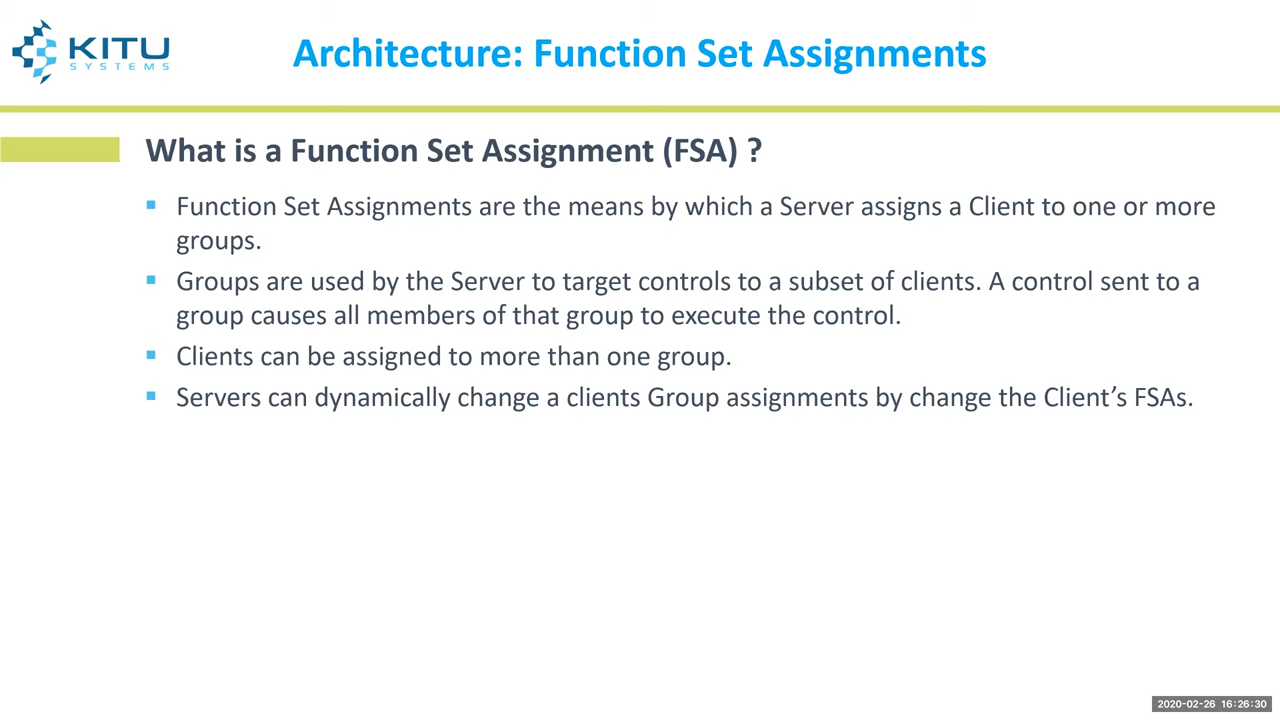 KITU
SYSTEMS
Architecture: Function Set Assignments
What is a Function Set Assignment (FSA) ?
Function Set Assignments are the means by which a Server assigns a Client to one or more
groups.
Groups are used by the Server to target controls to a subset of clients. A control sent to a
group causes all members of that group to execute the control.
Clients can be assigned to more than one group.
Servers can dynamically change a clients Group assignments by change the Client’s FSAs.
2020-02-26 16:26:30